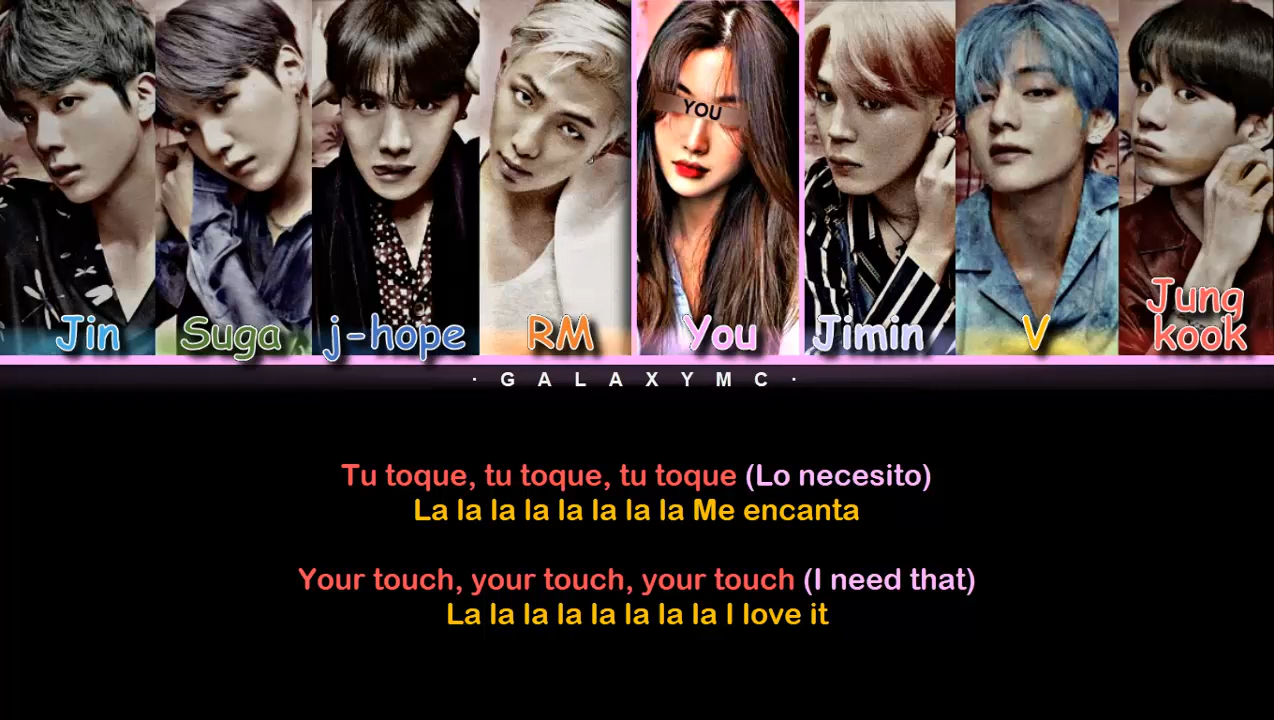 YOU
Jin Suga j-hope RM You Jimin V Jung kook
· GALAXYMC ·
Tu toque, tu toque, tu toque (Lo necesito)
La la la la la la la la Me encanta
Your touch, your touch, your touch (I need that)
La la la la la la la la I love it